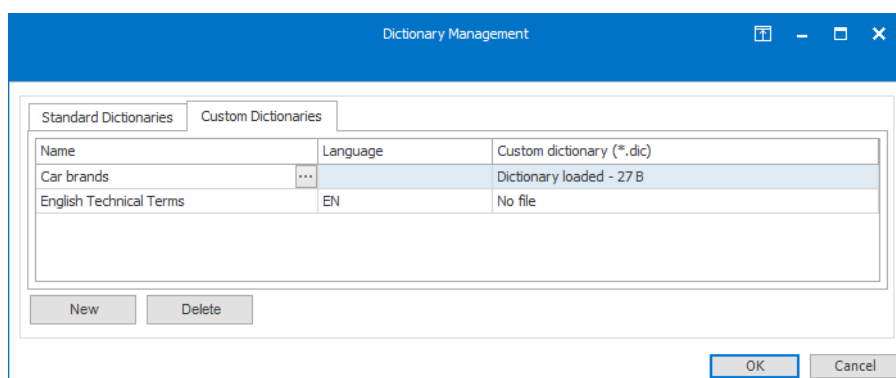 Dictionary Management
Standard Dictionaries Custom Dictionaries
Name Language Custom dictionary (*.dic)
Car brands ... Dictionary loaded - 27 B
English Technical Terms EN No file
New Delete
OK Cancel